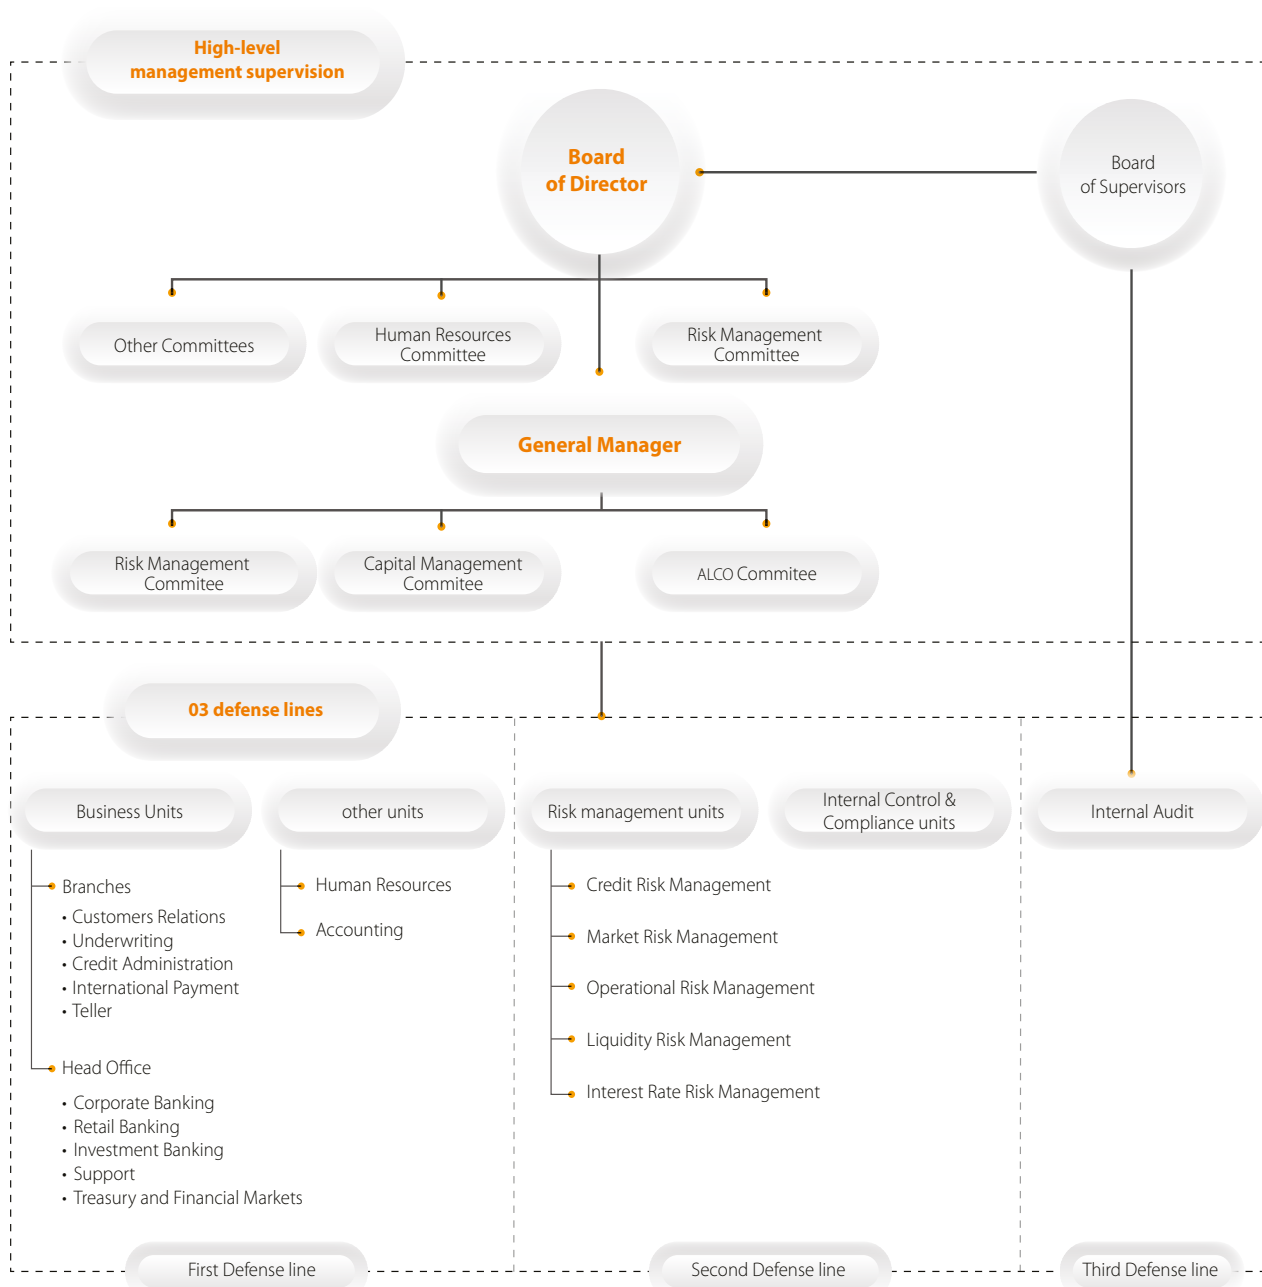 High-level
management supervision
Board
of Director
Board
of Supervisors
Other Committees
Human Resources
Committee
Risk Management
Committee
General Manager
Risk Management
Commitee
Capital Management
Commitee
ALCO Commitee
03 defense lines
Business Units
other units
Risk management units
Internal Control &
Compliance units
Internal Audit
Branches
• Customers Relations
• Underwriting
• Credit Administration
• International Payment
• Teller
Head Office
• Corporate Banking
• Retail Banking
• Investment Banking
• Support
• Treasury and Financial Markets
Human Resources
Accounting
Credit Risk Management
Market Risk Management
Operational Risk Management
Liquidity Risk Management
Interest Rate Risk Management
First Defense line
Second Defense line
Third Defense line